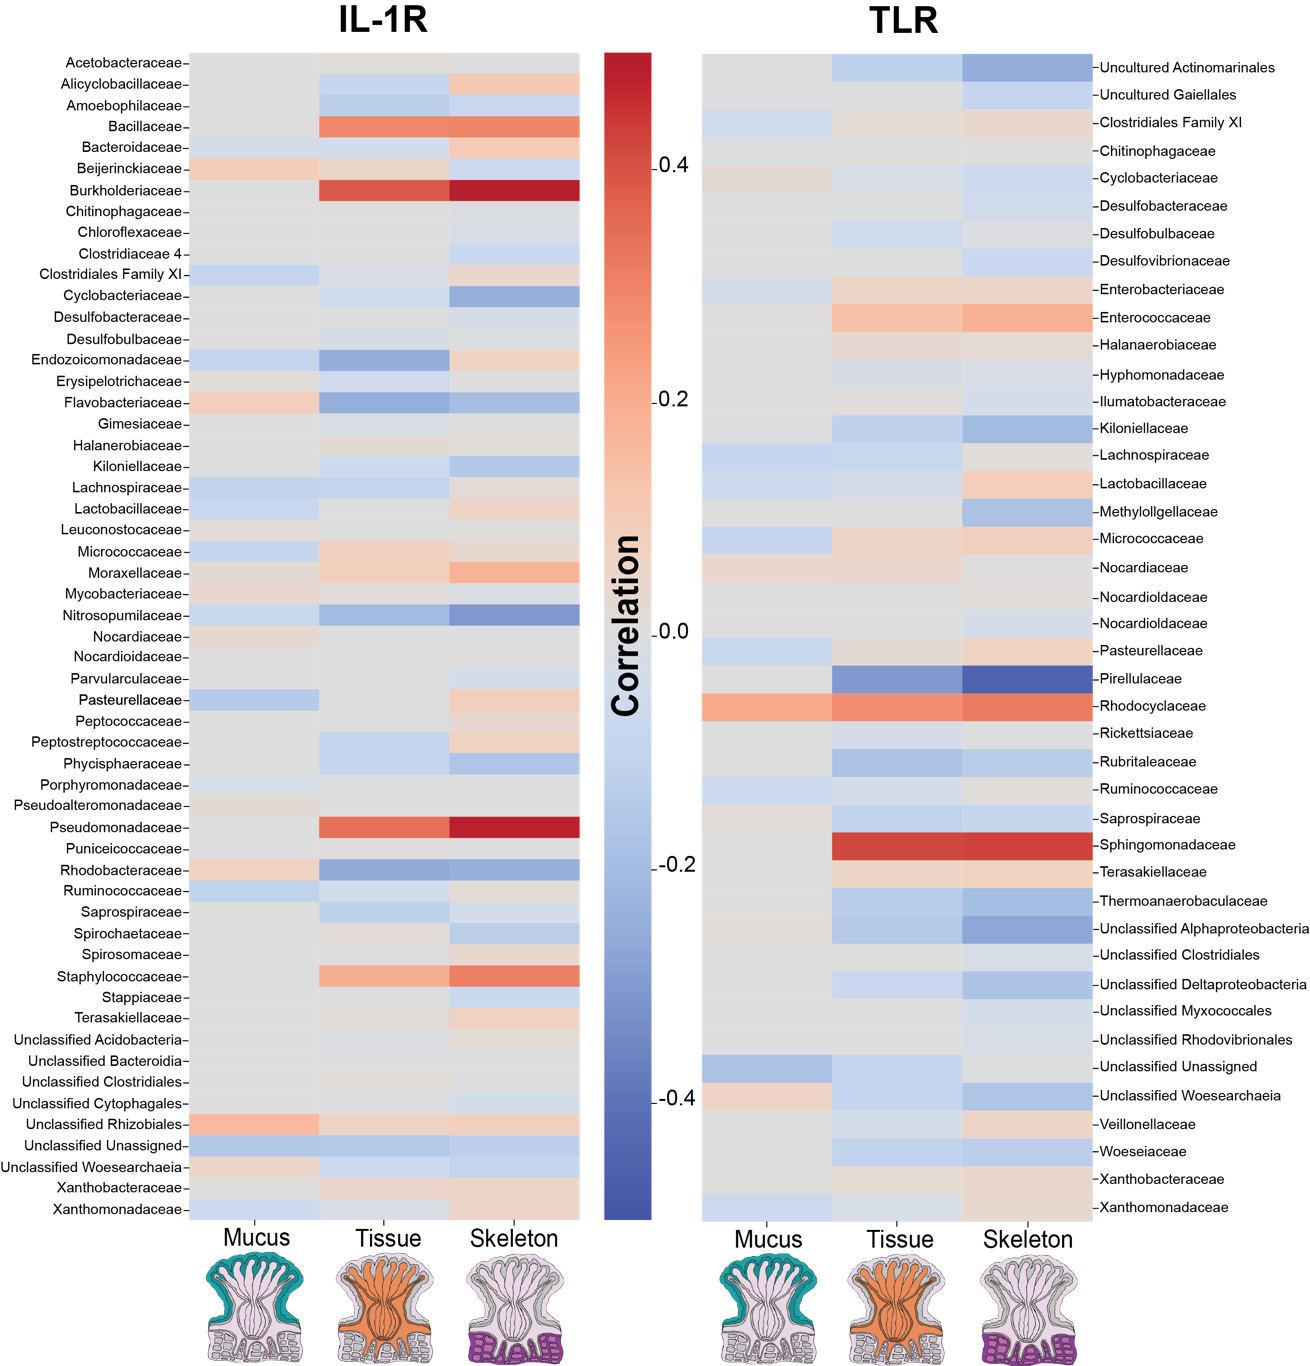 IL-1R
TLR
Acetobacteraceae
Alicyclobacillaceae
Amoebophilaceae
Bacillaceae
Bacteroidaceae
Beijerinckiaceae
Burkholderiaceae
Chitinophagaceae
Chloroflexaceae
Clostridiaceae 4
Clostridiales Family XI
Cyclobacteriaceae
Desulfobacteraceae
Desulfobulbaceae
Endozoicomonadaceae
Erysipelotrichaceae
Flavobacteriaceae
Gimesiaceae
Halanerobiaceae
Kiloniellaceae
Lachnospiraceae
Lactobacillaceae
Leuconostocaceae
Micrococcaceae
Moraxellaceae
Mycobacteriaceae
Nitrosopumilaceae
Nocardiaceae
Nocardioidaceae
Parvularculaceae
Pasteurellaceae
Peptococcaceae
Peptostreptococcaceae
Phycisphaeraceae
Porphyromonadaceae
Pseudoalteromonadaceae
Pseudomonadaceae
Puniceicoccaceae
Rhodobacteraceae
Ruminococcaceae
Saprospiraceae
Spirochaetaceae
Spirosomaceae
Staphylococcaceae
Stappiaceae
Terasakiellaceae
Unclassified Acidobacteria
Unclassified Bacteroidia
Unclassified Clostridiales
Unclassified Cytophagales
Unclassified Rhizobiales
Unclassified Unassigned
Unclassified Woesearchaeia
Xanthobacteraceae
Xanthomonadaceae
Mucus
Tissue
Skeleton
Correlation
0.4
0.2
0.0
-0.2
-0.4
Uncultured Actinomarinales
Uncultured Gaiellales
Clostridiales Family XI
Chitinophagaceae
Cyclobacteriaceae
Desulfobacteraceae
Desulfobulbaceae
Desulfovibrionaceae
Enterobacteriaceae
Enterococcaceae
Halanaerobiaceae
Hyphomonadaceae
Ilumatobacteraceae
Kiloniellaceae
Lachnospiraceae
Lactobacillaceae
Methylollgellaceae
Micrococcaceae
Nocardiaceae
Nocardioldaceae
Nocardioldaceae
Pasteurellaceae
Pirellulaceae
Rhodocyclaceae
Rickettsiaceae
Rubritaleaceae
Ruminococcaceae
Saprospiraceae
Sphingomonadaceae
Terasakiellaceae
Thermoanaerobaculaceae
Unclassified Alphaproteobacteria
Unclassified Clostridiales
Unclassified Deltaproteobacteria
Unclassified Myxococcales
Unclassified Rhodovibrionales
Unclassified Unassigned
Unclassified Woesearchaeia
Veillonellaceae
Woeseiaceae
Xanthobacteraceae
Xanthomonadaceae
Mucus
Tissue
Skeleton